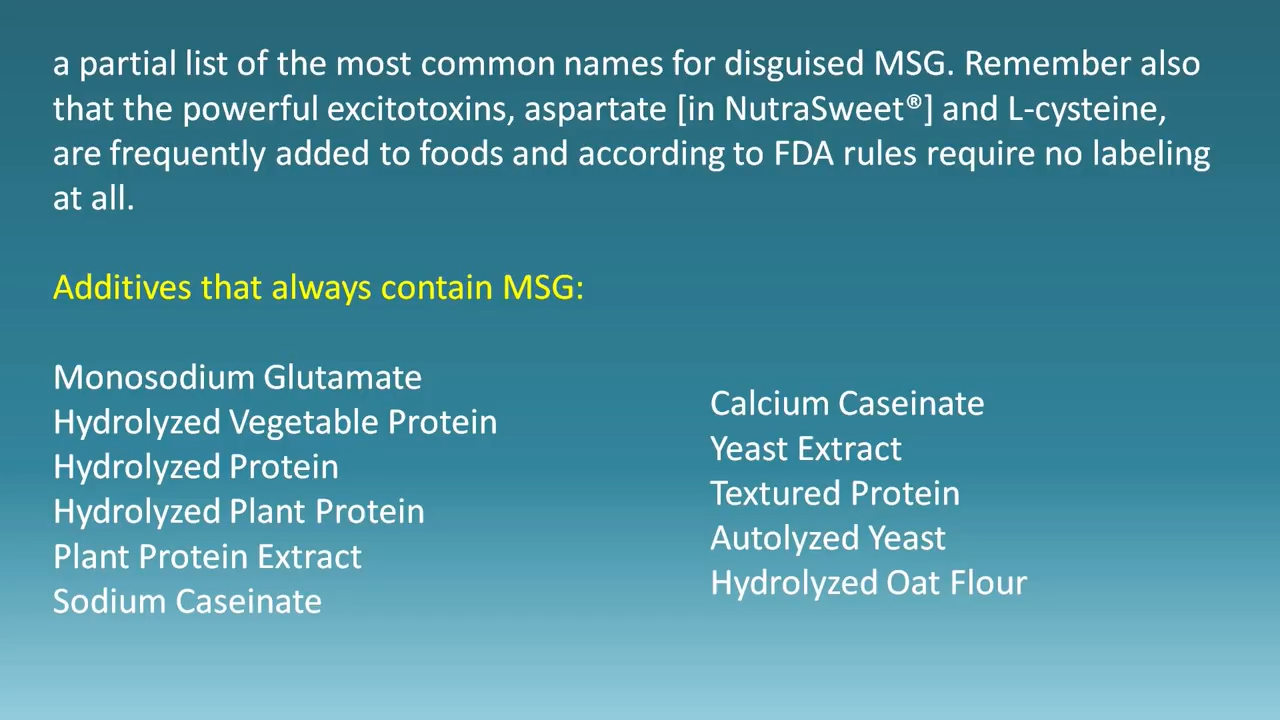 a partial list of the most common names for disguised MSG. Remember also
that the powerful excitotoxins, aspartate [in NutraSweet®] and L-cysteine,
are frequently added to foods and according to FDA rules require no labeling
at all.
Additives that always contain MSG:
Monosodium Glutamate
Hydrolyzed Vegetable Protein
Hydrolyzed Protein
Hydrolyzed Plant Protein
Plant Protein Extract
Sodium Caseinate
Calcium Caseinate
Yeast Extract
Textured Protein
Autolyzed Yeast
Hydrolyzed Oat Flour